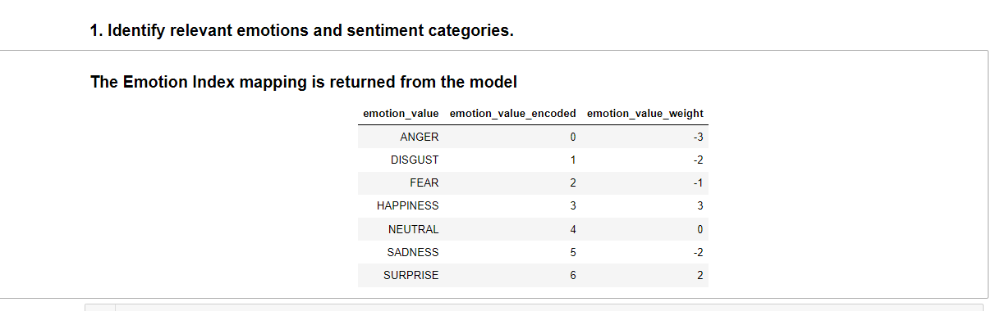 1. Identify relevant emotions and sentiment categories.
The Emotion Index mapping is returned from the model
emotion_value emotion_value_encoded emotion_value_weight
ANGER 0 -3
DISGUST 1 -2
FEAR 2 -1
HAPPINESS 3 3
NEUTRAL 4 0
SADNESS 5 -2
SURPRISE 6 2